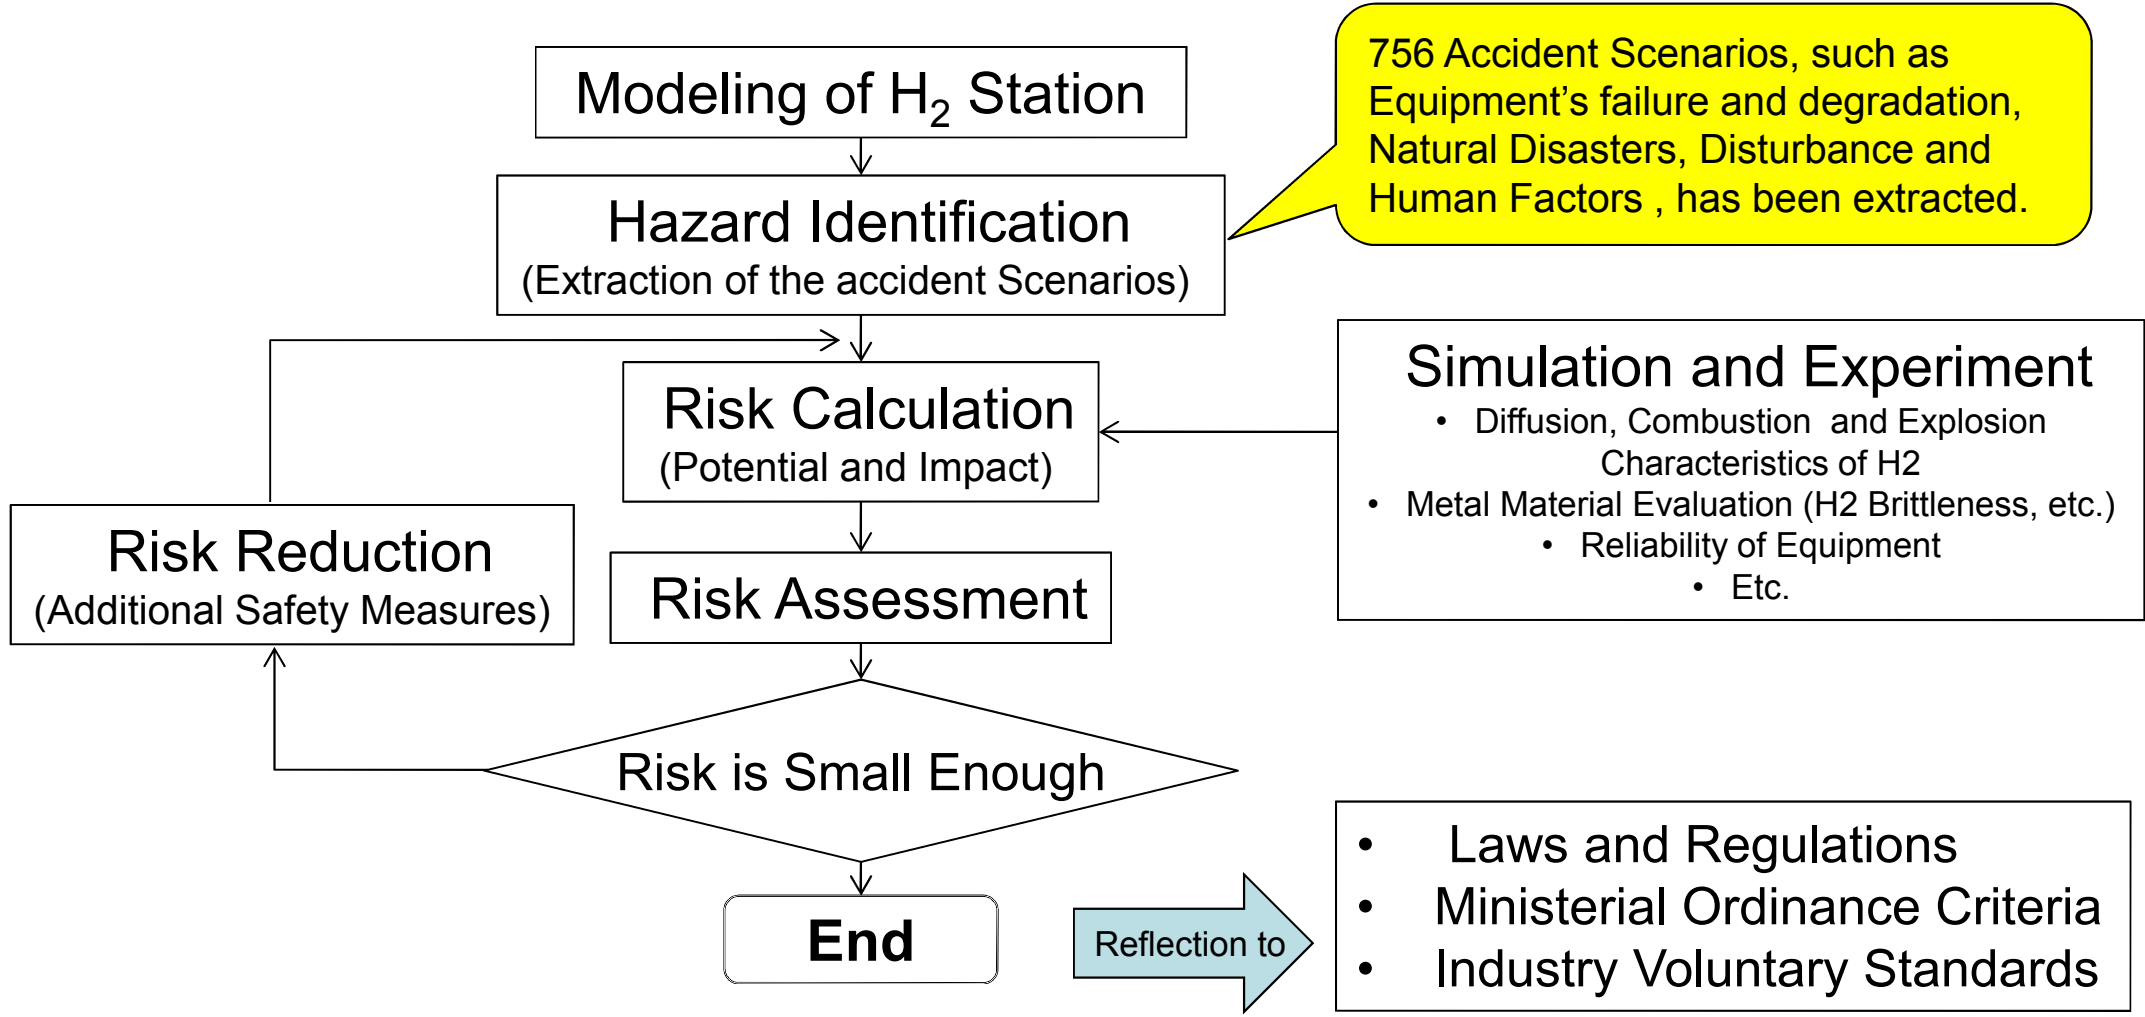 Modeling of H₂ Station
756 Accident Scenarios, such as
Equipment’s failure and degradation,
Natural Disasters, Disturbance and
Human Factors , has been extracted.
Hazard Identification
(Extraction of the accident Scenarios)
Risk Calculation
(Potential and Impact)
Simulation and Experiment
• Diffusion, Combustion and Explosion
Characteristics of H2
• Metal Material Evaluation (H2 Brittleness, etc.)
• Reliability of Equipment
• Etc.
Risk Reduction
(Additional Safety Measures)
Risk Assessment
Risk is Small Enough
End
Reflection to
• Laws and Regulations
• Ministerial Ordinance Criteria
• Industry Voluntary Standards